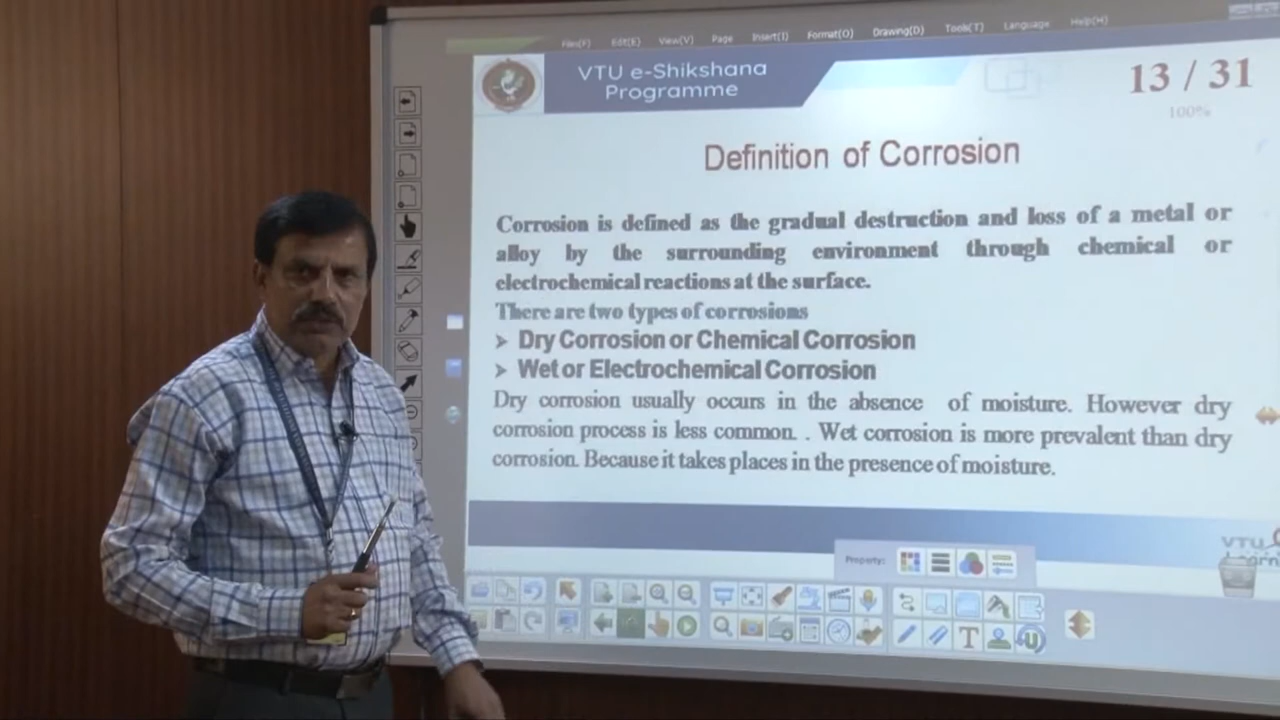 Files(F) Edit(E) View(V) Page Insert(I) Format(O) Drawing(D) Tools(T) Language Help(H)
VTU e-Shikshana
Programme
13 / 31
100%
Definition of Corrosion
Corrosion is defined as the gradual destruction and loss of a metal or
alloy by the surrounding environment through chemical or
electrochemical reactions at the surface.
There are two types of corrosions
➢ Dry Corrosion or Chemical Corrosion
➢ Wet or Electrochemical Corrosion
Dry corrosion usually occurs in the absence of moisture. However dry
corrosion process is less common. . Wet corrosion is more prevalent than dry
corrosion. Because it takes places in the presence of moisture.
VTU
Property:
T